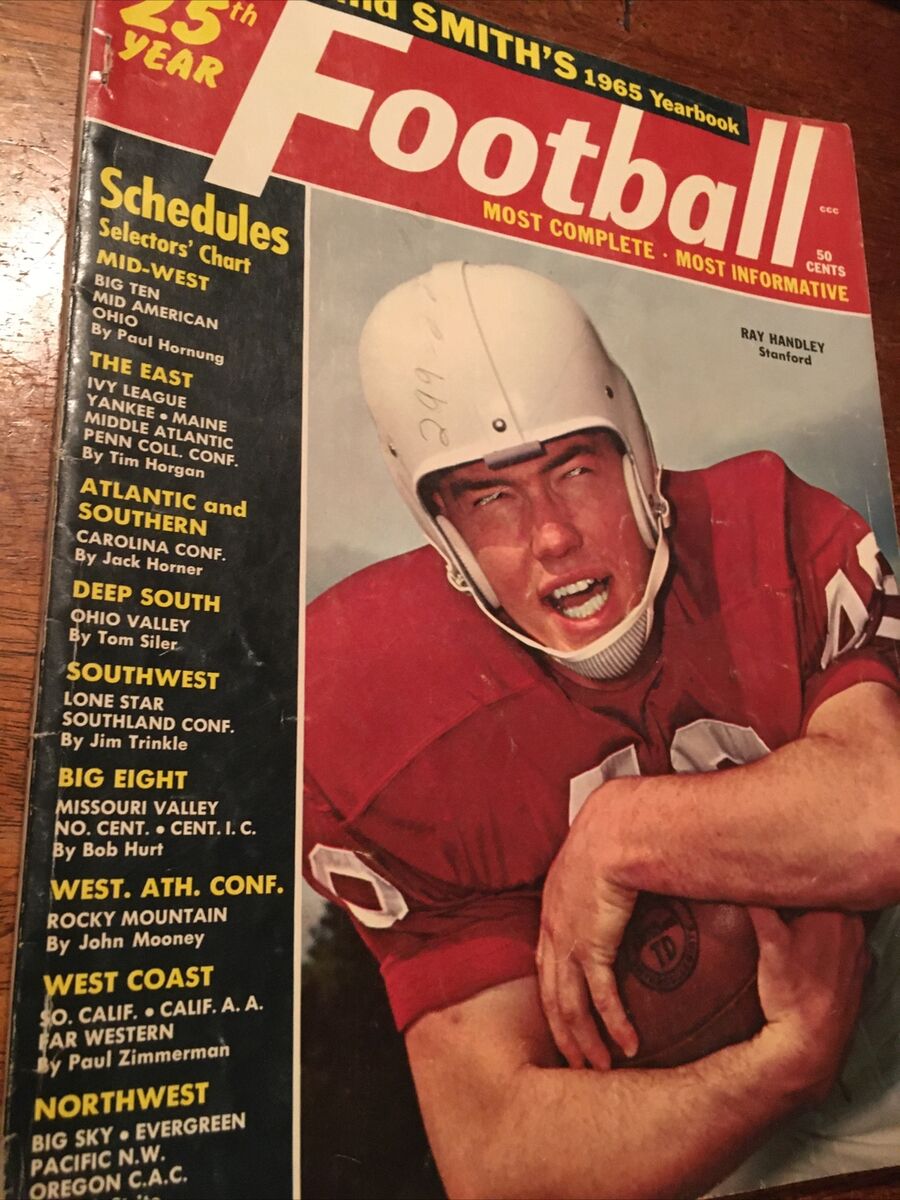 25th
YEAR
SMITH'S 1965 Yearbook
Football
MOST COMPLETE · MOST INFORMATIVE
ccc
50
CENTS
RAY HANDLEY
Stanford
Schedules
Selectors' Chart
MID-WEST
BIG TEN
MID AMERICAN
OHIO
By Paul Hornung
THE EAST
IVY LEAGUE
YANKEE • MAINE
MIDDLE ATLANTIC
PENN COLL. CONF.
By Tim Horgan
ATLANTIC and
SOUTHERN
CAROLINA CONF.
By Jack Horner
DEEP SOUTH
OHIO VALLEY
By Tom Siler
SOUTHWEST
LONE STAR
SOUTHLAND CONF.
By Jim Trinkle
BIG EIGHT
MISSOURI VALLEY
NO. CENT. • CENT. I. C.
By Bob Hurt
WEST. ATH. CONF.
ROCKY MOUNTAIN
By John Mooney
WEST COAST
SO. CALIF. • CALIF. A. A.
FAR WESTERN
By Paul Zimmerman
NORTHWEST
BIG SKY • EVERGREEN
PACIFIC N.W.
OREGON C.A.C.